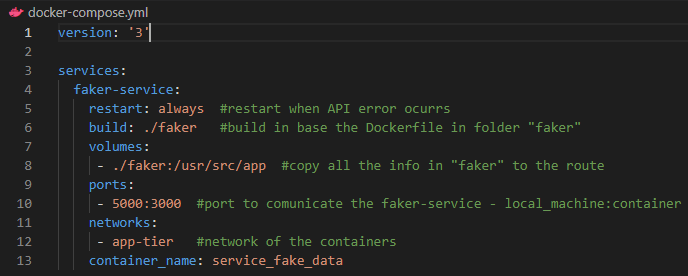 docker-compose.yml
1 version: '3'
2
3 services:
4 faker-service:
5 restart: always #restart when API error ocurrs
6 build: ./faker #build in base the Dockerfile in folder "faker"
7 volumes:
8 - ./faker:/usr/src/app #copy all the info in "faker" to the route
9 ports:
10 - 5000:3000 #port to comunicate the faker-service - local_machine:container
11 networks:
12 - app-tier #network of the containers
13 container_name: service_fake_data